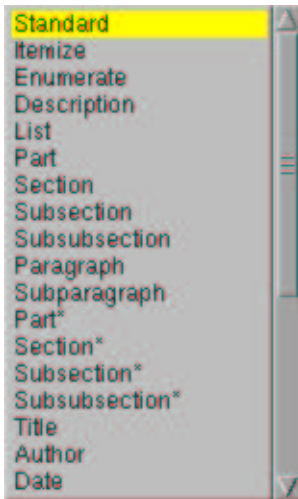 Standard
Itemize
Enumerate
Description
List
Part
Section
Subsection
Subsubsection
Paragraph
Subparagraph
Part*
Section*
Subsection*
Subsubsection*
Title
Author
Date